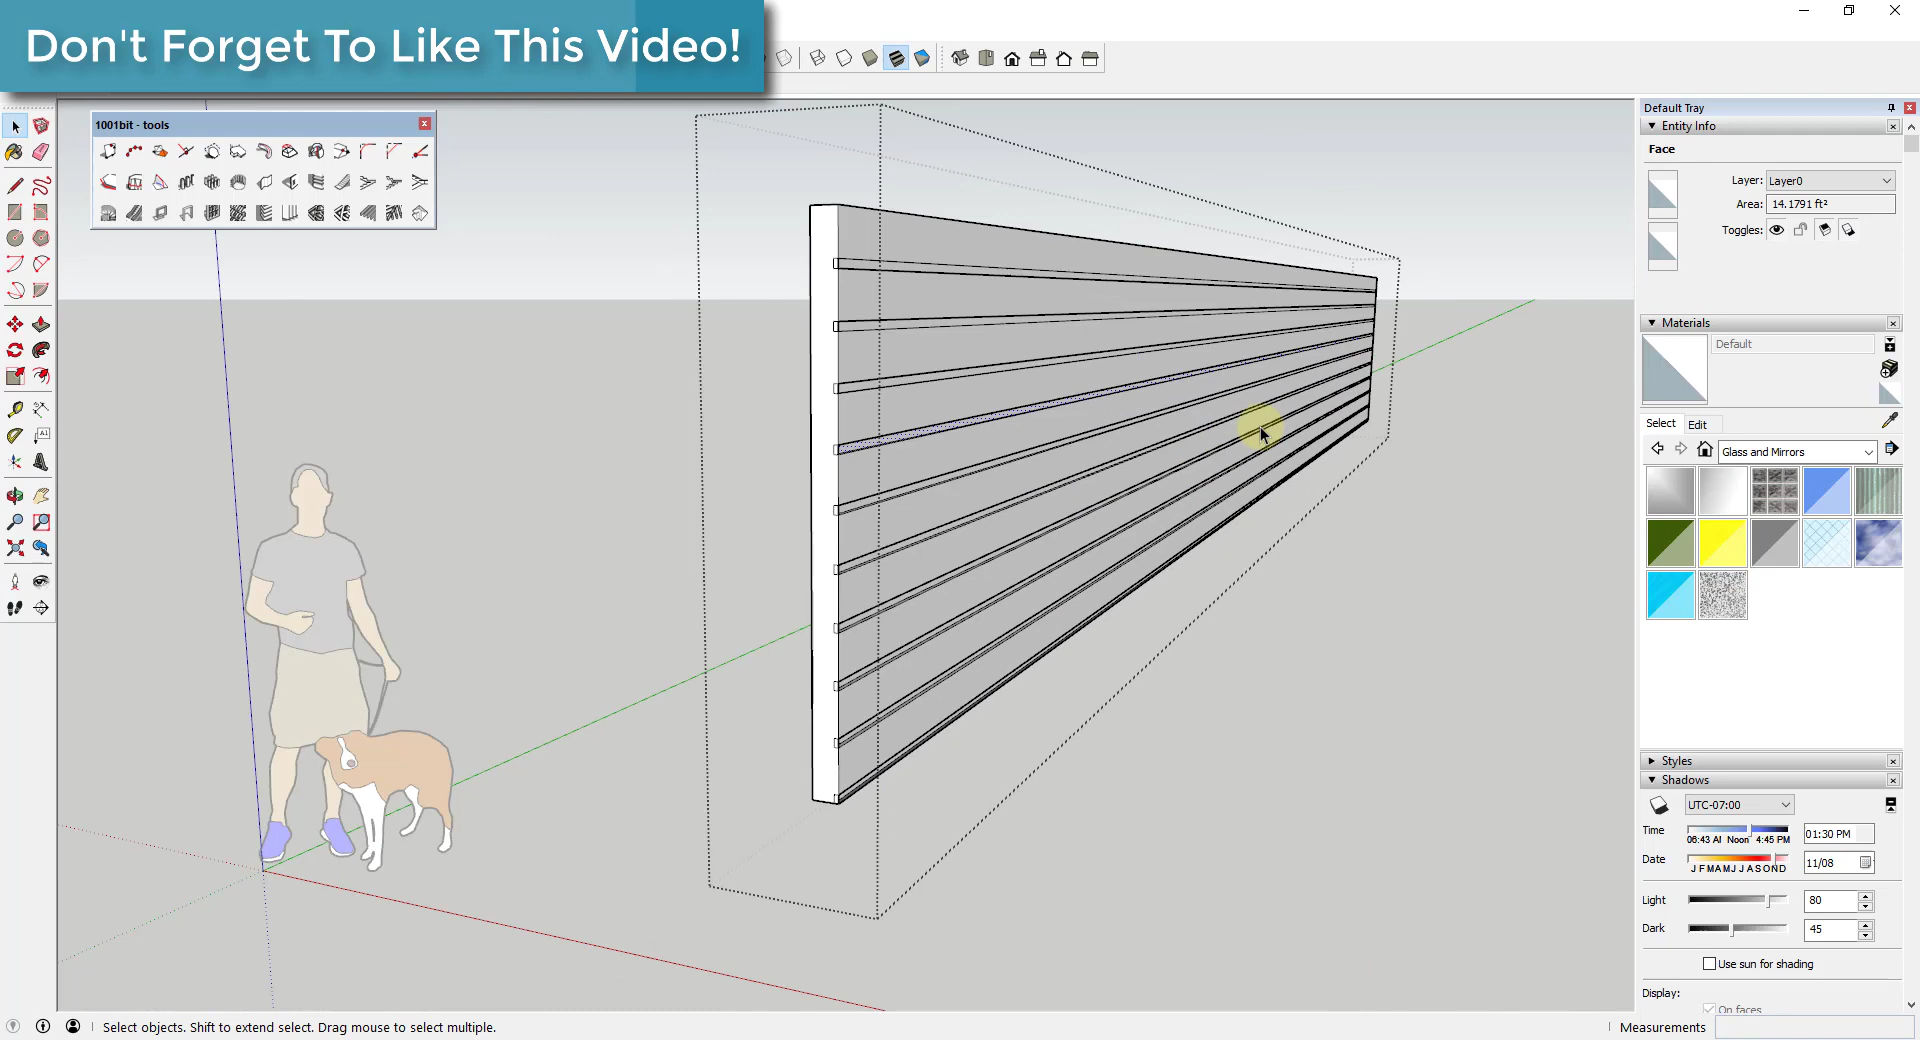 Don't Forget To Like This Video!
1001bit - tools
Default Tray
Entity Info
Face
Layer: Layer0
Area: 14.1791 ft²
Toggles:
Materials
Default
Select Edit
Glass and Mirrors
Styles
Shadows
UTC-07:00
Time 01:30 PM
06:43 AI Noon 4:45 PM
Date 11/08
J F M A M J J A S O N D
Light 80
Dark 45
Use sun for shading
Display:
On faces
Select objects. Shift to extend select. Drag mouse to select multiple.
Measurements